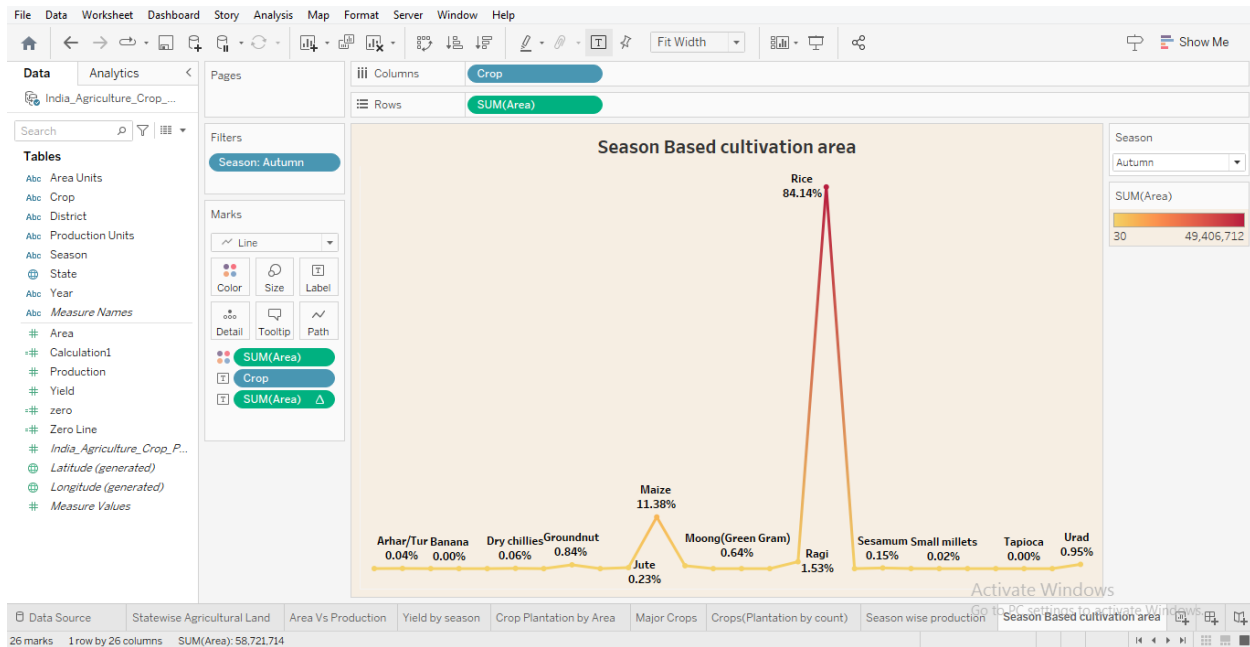 File Data Worksheet Dashboard Story Analysis Map Format Server Window Help
Fit Width
Show Me
Data Analytics
India_Agriculture_Crop_...
Search
Tables
Abc Area Units
Abc Crop
Abc District
Abc Production Units
Abc Season
State
Abc Year
Abc Measure Names
# Area
=# Calculation1
# Production
# Yield
=# zero
=# Zero Line
# India_Agriculture_Crop_P...
Latitude (generated)
Longitude (generated)
# Measure Values
Pages
Filters
Season: Autumn
Marks
Line
Color Size Label
Detail Tooltip Path
SUM(Area)
Crop
SUM(Area) Δ
Columns Crop
Rows SUM(Area)
Season Based cultivation area
Rice
84.14%
Maize
11.38%
Arhar/Tur
0.04%
Banana
0.00%
Dry chillies
0.06%
Groundnut
0.84%
Jute
0.23%
Moong(Green Gram)
0.64%
Ragi
1.53%
Sesamum
0.15%
Small millets
0.02%
Tapioca
0.00%
Urad
0.95%
Season
Autumn
SUM(Area)
30 49,406,712
Activate Windows
Go to PC settings to activate Windows.
Data Source Statewise Agricultural Land Area Vs Production Yield by season Crop Plantation by Area Major Crops Crops(Plantation by count) Season wise production Season Based cultivation area
26 marks 1 row by 26 columns SUM(Area): 58,721,714